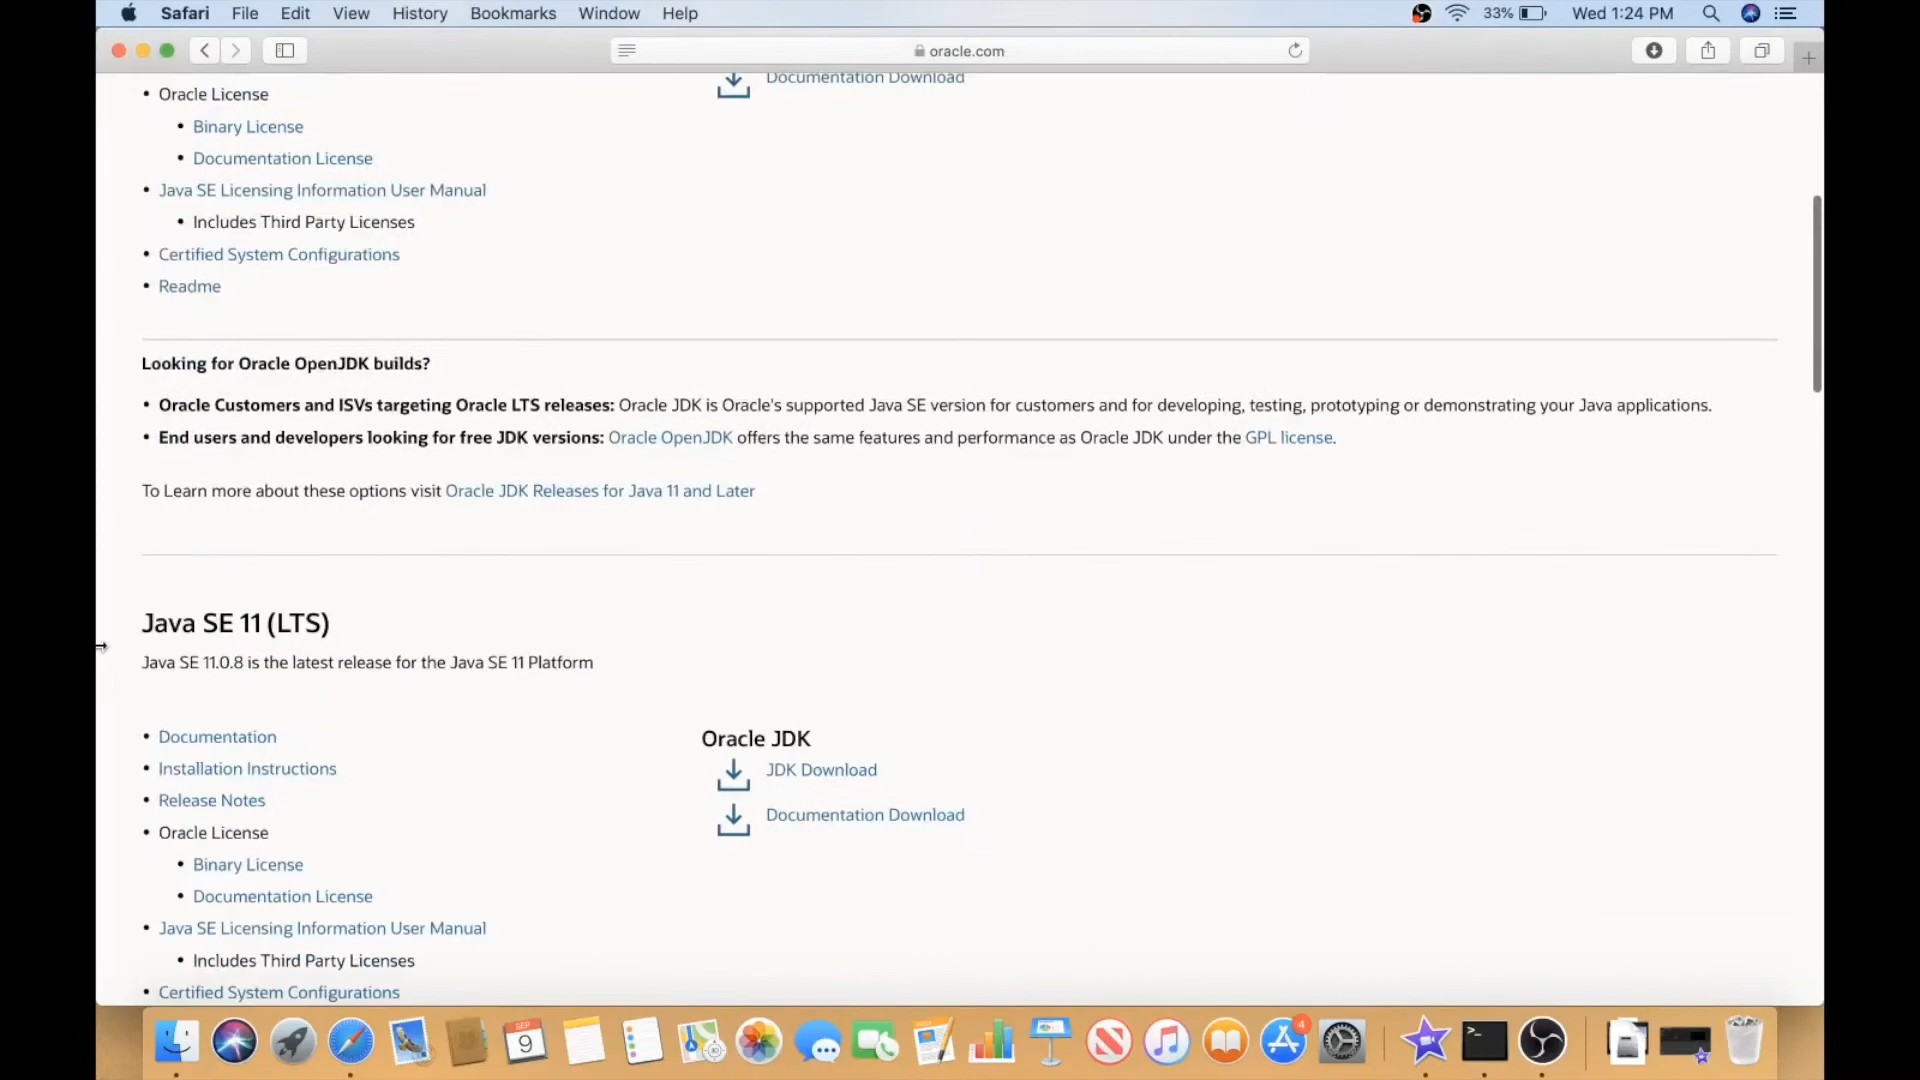 Safari File Edit View History Bookmarks Window Help 33% Wed 1:24 PM
oracle.com
Documentation Download
• Oracle License
• Binary License
• Documentation License
• Java SE Licensing Information User Manual
• Includes Third Party Licenses
• Certified System Configurations
• Readme
Looking for Oracle OpenJDK builds?
• Oracle Customers and ISVs targeting Oracle LTS releases: Oracle JDK is Oracle's supported Java SE version for customers and for developing, testing, prototyping or demonstrating your Java applications.
• End users and developers looking for free JDK versions: Oracle OpenJDK offers the same features and performance as Oracle JDK under the GPL license.
To Learn more about these options visit Oracle JDK Releases for Java 11 and Later
Java SE 11 (LTS)
Java SE 11.0.8 is the latest release for the Java SE 11 Platform
• Documentation
• Installation Instructions
• Release Notes
• Oracle License
• Binary License
• Documentation License
• Java SE Licensing Information User Manual
• Includes Third Party Licenses
• Certified System Configurations
Oracle JDK
JDK Download
Documentation Download
SEP
9
4